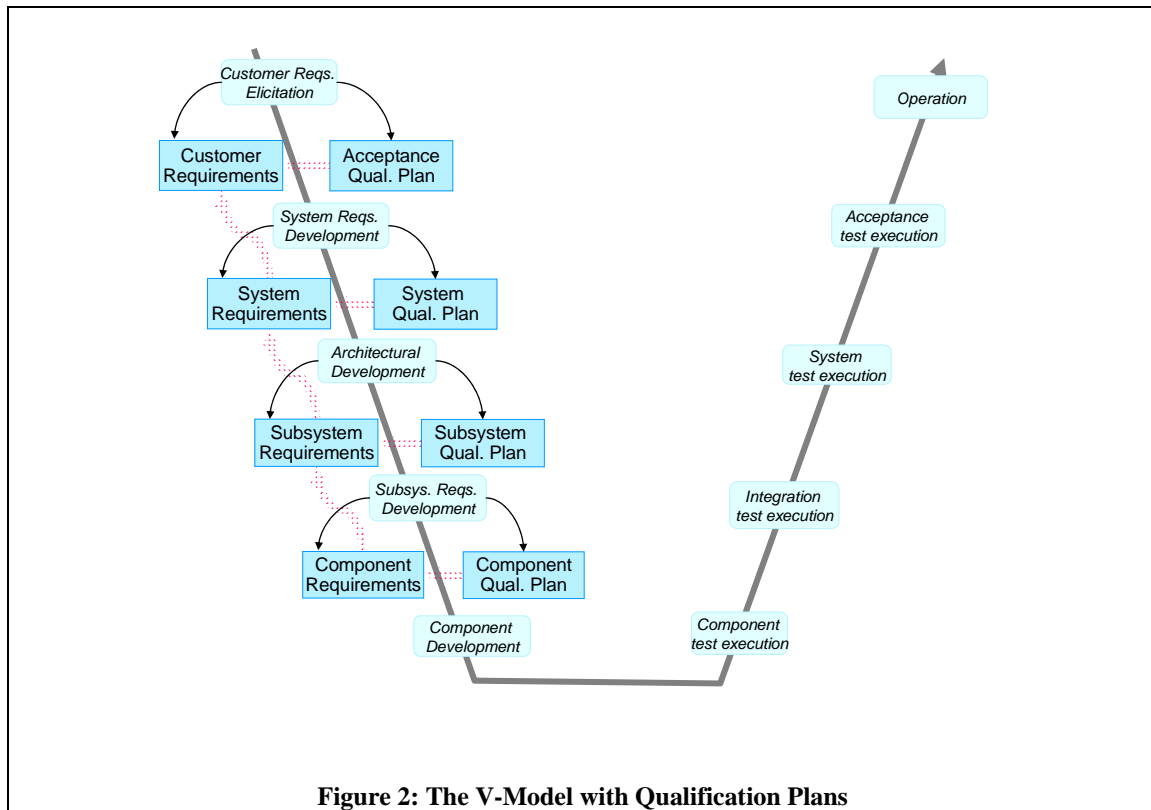 Customer Reqs.
Elicitation
Operation
Customer
Requirements
Acceptance
Qual. Plan
System Reqs.
Development
Acceptance
test execution
System
Requirements
System
Qual. Plan
Architectural
Development
System
test execution
Subsystem
Requirements
Subsystem
Qual. Plan
Subsys. Reqs.
Development
Integration
test execution
Component
Requirements
Component
Qual. Plan
Component
Development
Component
test execution
Figure 2: The V-Model with Qualification Plans